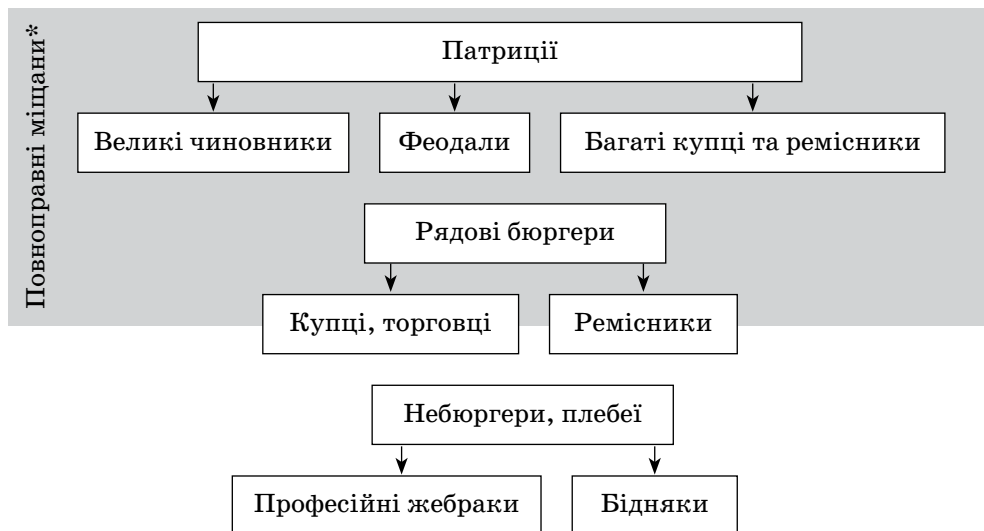 Повноправні міщани*
Патриції
Великі чиновники
Феодали
Багаті купці та ремісники
Рядові бюргери
Купці, торговці
Ремісники
Небюргери, плебеї
Професійні жебраки
Бідняки